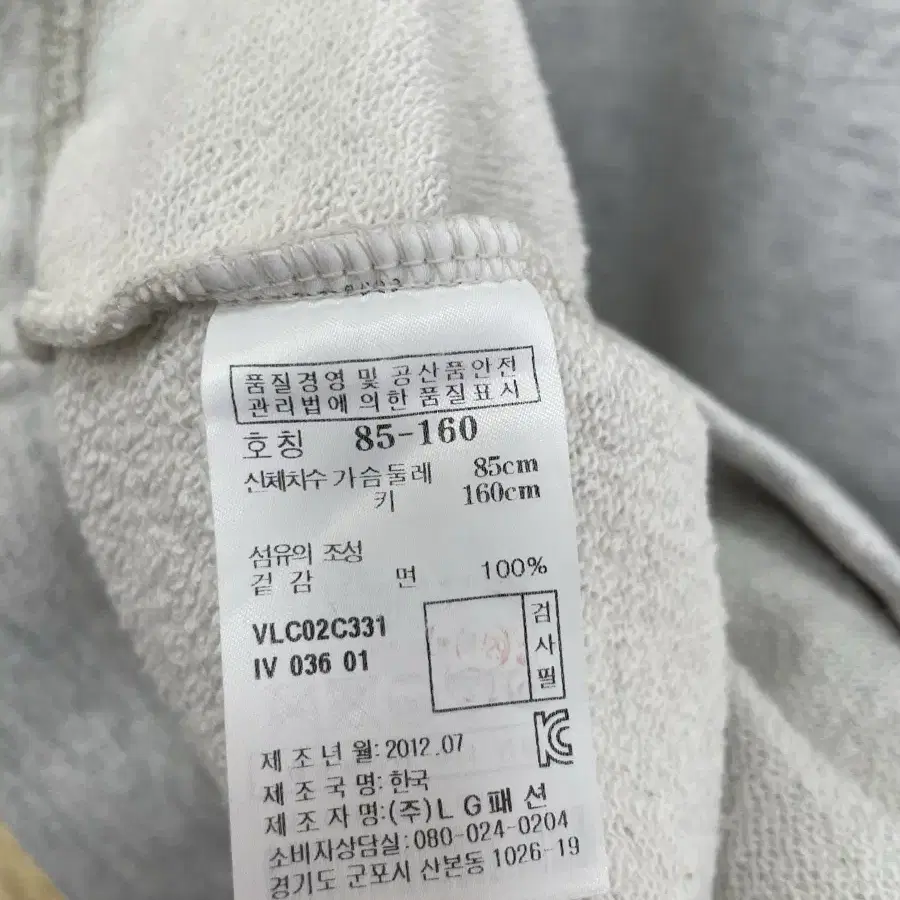 품질경영 및 공산품안전
관리법에 의한 품질표시
호칭 85-160
신체치수 가슴둘레 85cm
키 160cm
섬유의 조성
겉 감 면 100%
VLC02C331
IV 036 01
검사필
제 조 년 월: 2012.07
제 조 국 명: 한국
제 조 자 명: (주)L G패 션
소비자상담실: 080-024-0204
경기도 군포시 산본동 1026-19